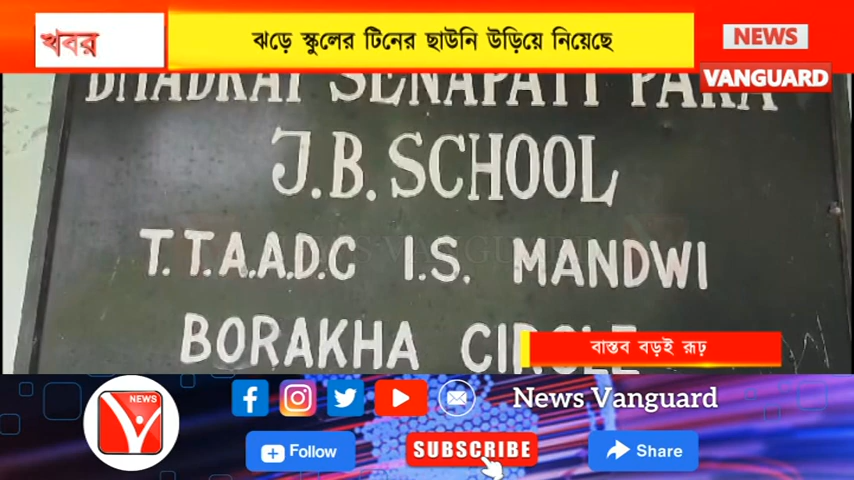 খবর
ঝড়ে স্কুলের টিনের ছাউনি উড়িয়ে নিয়েছে
NEWS
VANGUARD
SENAPATI PARA
J.B. SCHOOL
T.T.A.A.D.C I.S. MANDWI
BORAKHA CIRCLE
বাস্তব বড়ই রূঢ়
NEWS
News Vanguard
Follow
SUBSCRIBE
Share